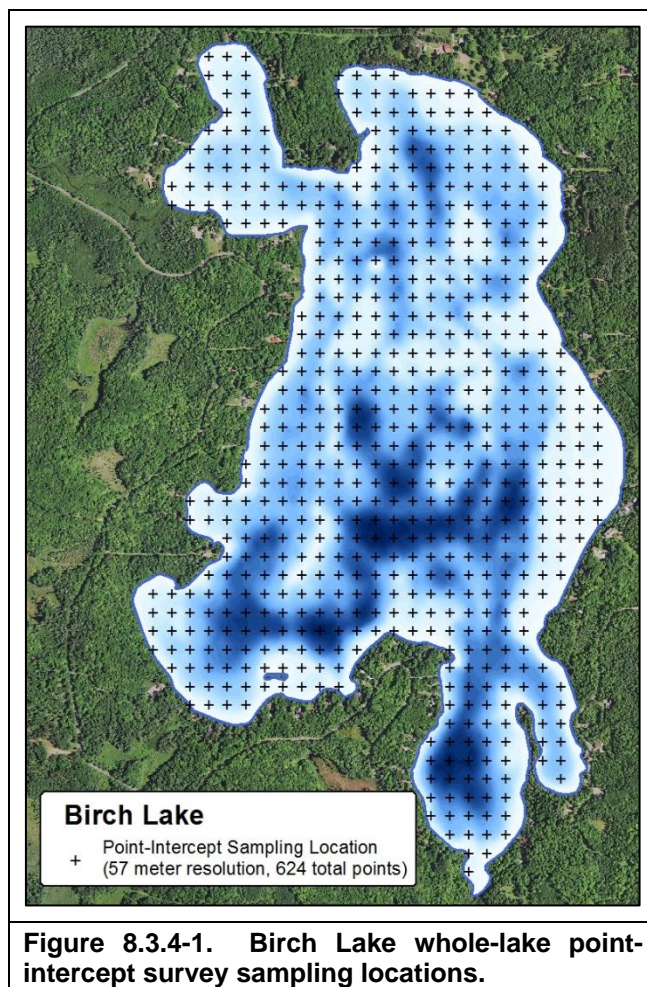 Birch Lake
Point-Intercept Sampling Location
+ (57 meter resolution, 624 total points)
Figure 8.3.4-1. Birch Lake whole-lake point-
intercept survey sampling locations.